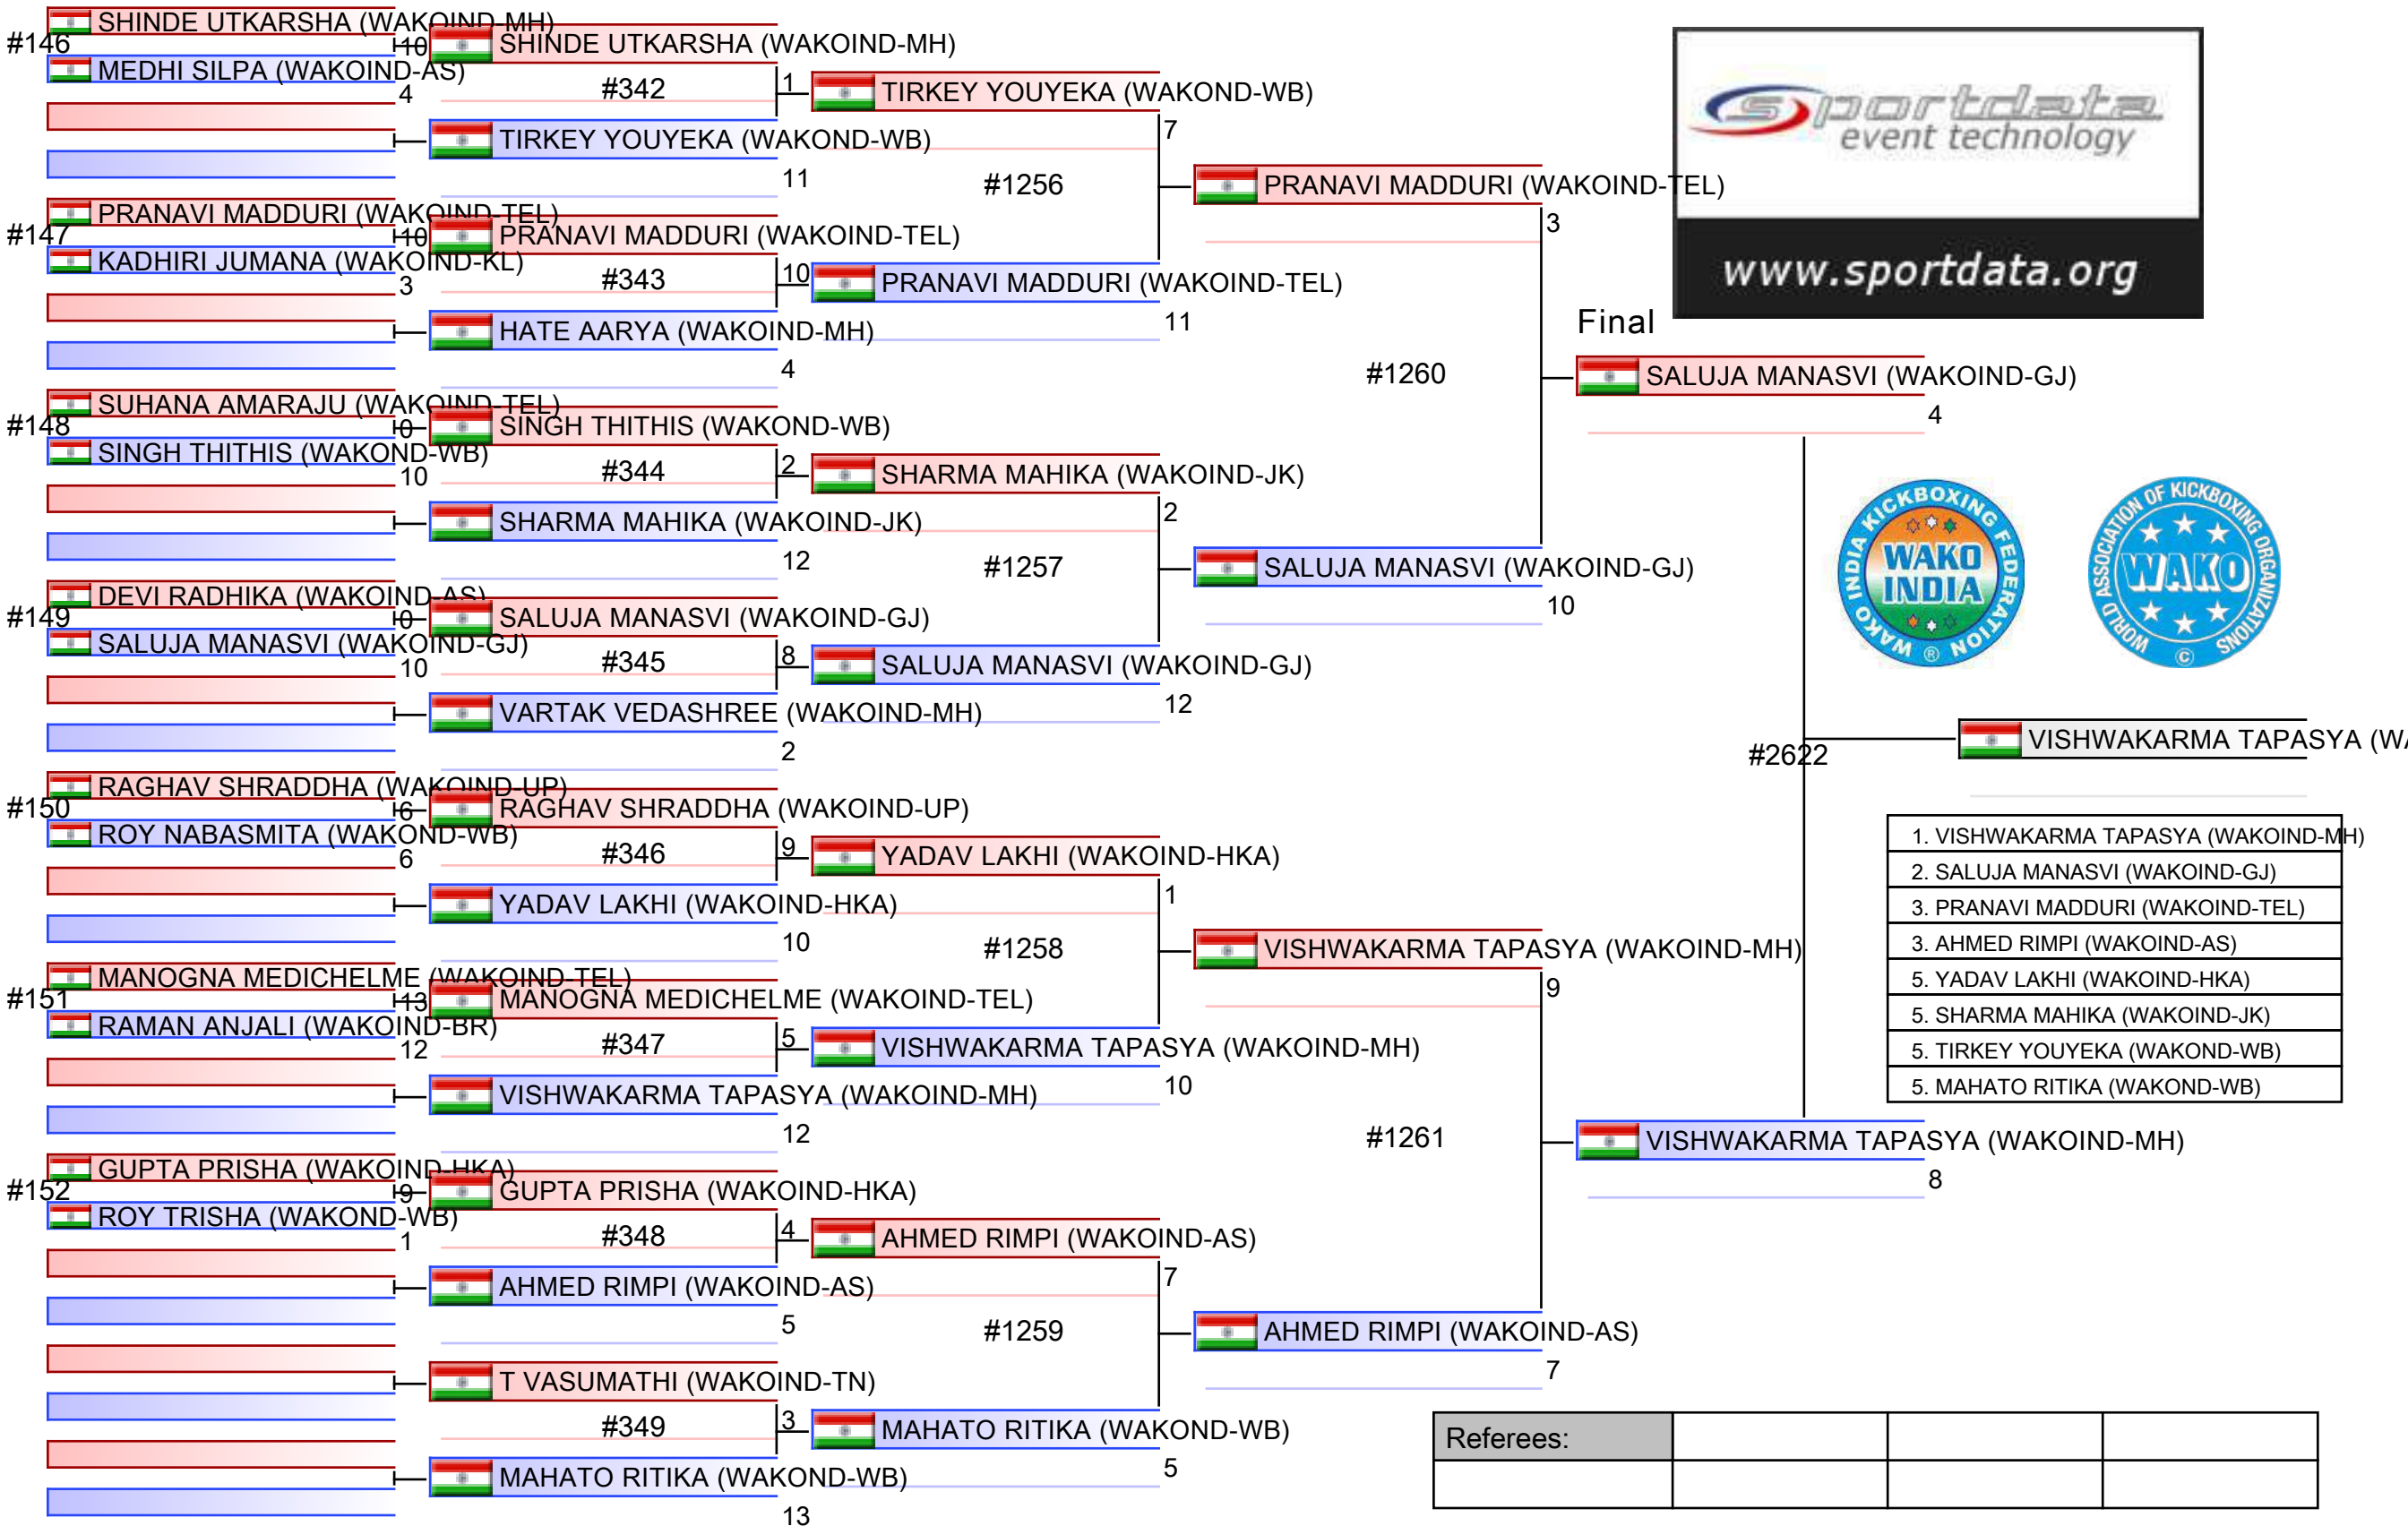 SHINDE UTKARSHA (WAKOIND-MH)
#146
10
MEDHI SILPA (WAKOIND-AS)
4
PRANAVI MADDURI (WAKOIND-TEL)
#147
10
KADHIRI JUMANA (WAKOIND-KL)
3
SUHANA AMARAJU (WAKOIND-TEL)
#148
0
SINGH THITHIS (WAKOND-WB)
10
DEVI RADHIKA (WAKOIND-AS)
#149
0
SALUJA MANASVI (WAKOIND-GJ)
10
RAGHAV SHRADDHA (WAKOIND-UP)
#150
6
ROY NABASMITA (WAKOND-WB)
6
MANOGNA MEDICHELME (WAKOIND-TEL)
#151
13
RAMAN ANJALI (WAKOIND-BR)
12
GUPTA PRISHA (WAKOIND-HKA)
#152
9
ROY TRISHA (WAKOND-WB)
1
SHINDE UTKARSHA (WAKOIND-MH)
#342
1
TIRKEY YOUYEKA (WAKOND-WB)
11
PRANAVI MADDURI (WAKOIND-TEL)
#343
10
HATE AARYA (WAKOIND-MH)
4
SINGH THITHIS (WAKOND-WB)
#344
2
SHARMA MAHIKA (WAKOIND-JK)
12
SALUJA MANASVI (WAKOIND-GJ)
#345
8
VARTAK VEDASHREE (WAKOIND-MH)
2
RAGHAV SHRADDHA (WAKOIND-UP)
#346
9
YADAV LAKHI (WAKOIND-HKA)
10
MANOGNA MEDICHELME (WAKOIND-TEL)
#347
5
VISHWAKARMA TAPASYA (WAKOIND-MH)
12
GUPTA PRISHA (WAKOIND-HKA)
#348
4
AHMED RIMPI (WAKOIND-AS)
5
T VASUMATHI (WAKOIND-TN)
#349
3
MAHATO RITIKA (WAKOND-WB)
13
TIRKEY YOUYEKA (WAKOND-WB)
7
#1256
PRANAVI MADDURI (WAKOIND-TEL)
11
SHARMA MAHIKA (WAKOIND-JK)
2
#1257
SALUJA MANASVI (WAKOIND-GJ)
12
YADAV LAKHI (WAKOIND-HKA)
1
#1258
VISHWAKARMA TAPASYA (WAKOIND-MH)
10
AHMED RIMPI (WAKOIND-AS)
7
#1259
MAHATO RITIKA (WAKOND-WB)
5
PRANAVI MADDURI (WAKOIND-TEL)
3
#1260
SALUJA MANASVI (WAKOIND-GJ)
10
VISHWAKARMA TAPASYA (WAKOIND-MH)
9
#1261
AHMED RIMPI (WAKOIND-AS)
7
Final
SALUJA MANASVI (WAKOIND-GJ)
4
#2622
VISHWAKARMA TAPASYA (WAKOIND-MH)
8
VISHWAKARMA TAPASYA (WA
sportdata
event technology
www.sportdata.org
WAKO INDIA KICKBOXING FEDERATION
WAKO
INDIA
®
WORLD ASSOCIATION OF KICKBOXING ORGANIZATIONS
WAKO
©
1. VISHWAKARMA TAPASYA (WAKOIND-MH)
2. SALUJA MANASVI (WAKOIND-GJ)
3. PRANAVI MADDURI (WAKOIND-TEL)
3. AHMED RIMPI (WAKOIND-AS)
5. YADAV LAKHI (WAKOIND-HKA)
5. SHARMA MAHIKA (WAKOIND-JK)
5. TIRKEY YOUYEKA (WAKOND-WB)
5. MAHATO RITIKA (WAKOND-WB)
Referees: